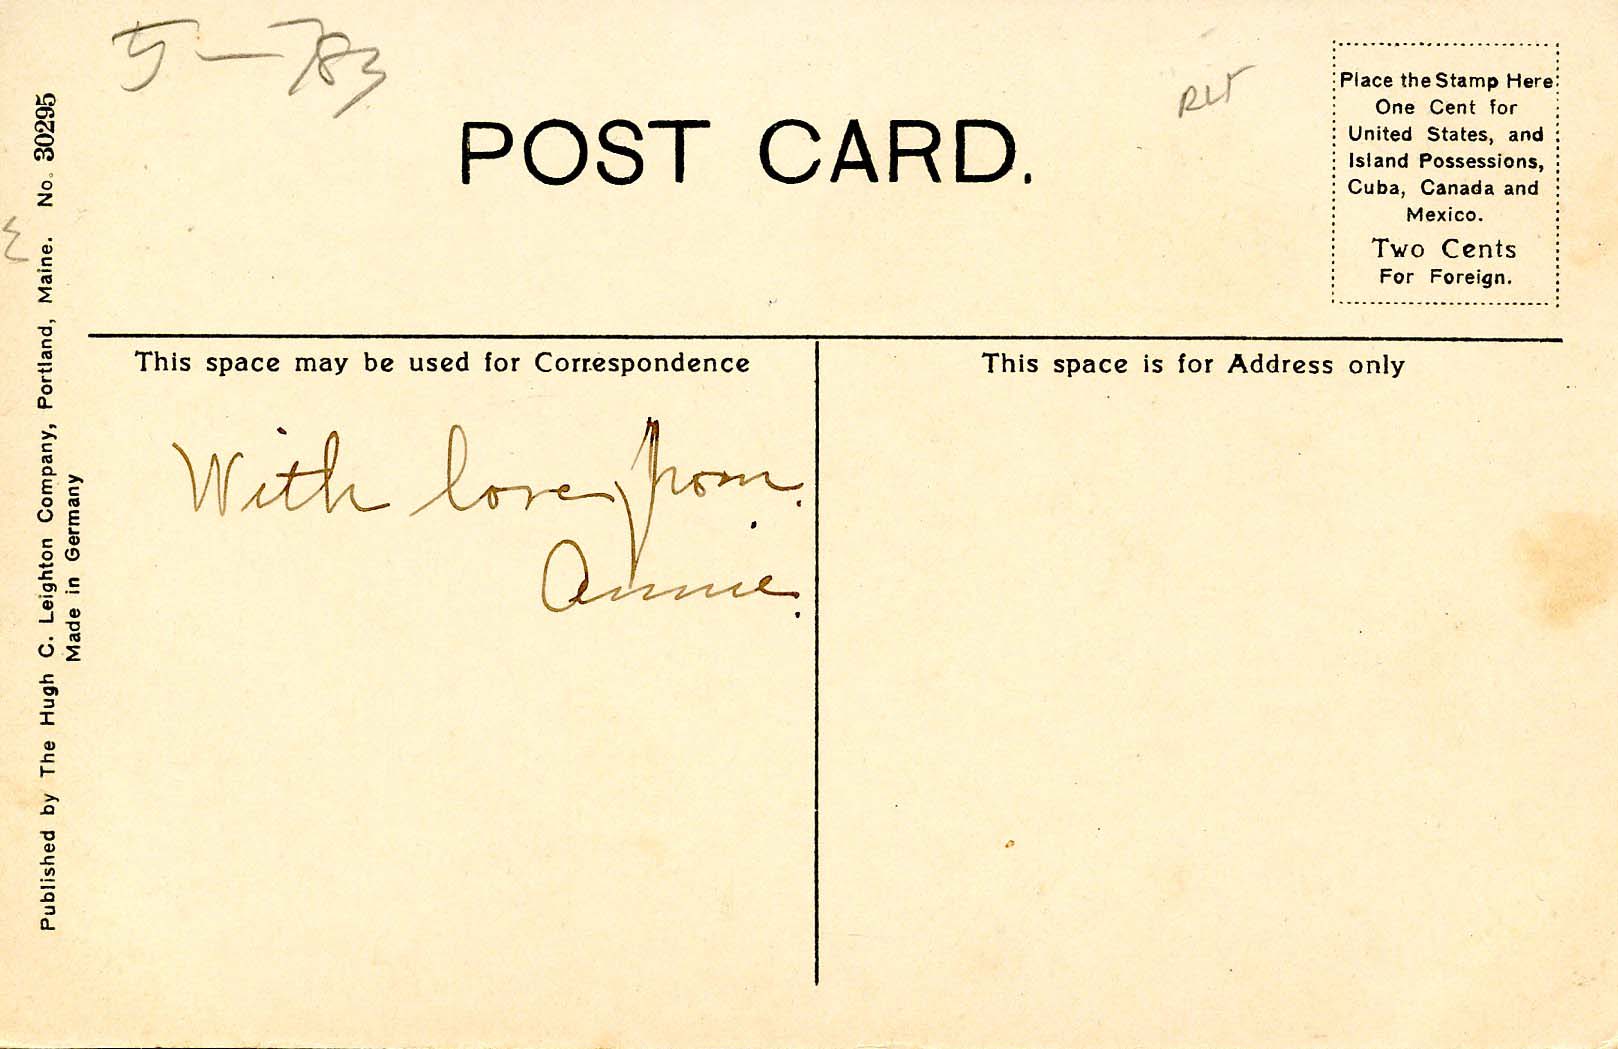 5-783
RLT
POST CARD.
Place the Stamp Here
One Cent for
United States, and
Island Possessions,
Cuba, Canada and
Mexico.
Two Cents
For Foreign.
Published by The Hugh C. Leighton Company, Portland, Maine. No. 30295
Made in Germany
This space may be used for Correspondence
This space is for Address only
With love from
Annie.